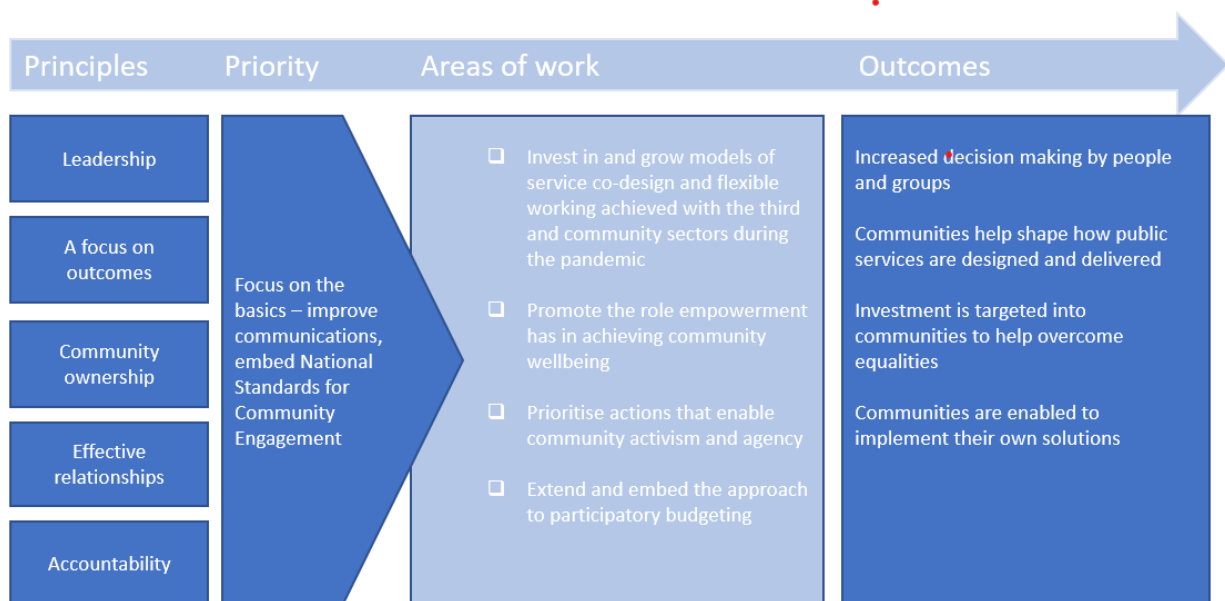 Principles
Priority
Areas of work
Outcomes
Leadership
A focus on
outcomes
Community
ownership
Effective
relationships
Accountability
Focus on the
basics – improve
communications,
embed National
Standards for
Community
Engagement
Invest in and grow models of
service co-design and flexible
working achieved with the third
and community sectors during
the pandemic
Promote the role empowerment
has in achieving community
wellbeing
Prioritise actions that enable
community activism and agency
Extend and embed the approach
to participatory budgeting
Increased decision making by people
and groups
Communities help shape how public
services are designed and delivered
Investment is targeted into
communities to help overcome
equalities
Communities are enabled to
implement their own solutions